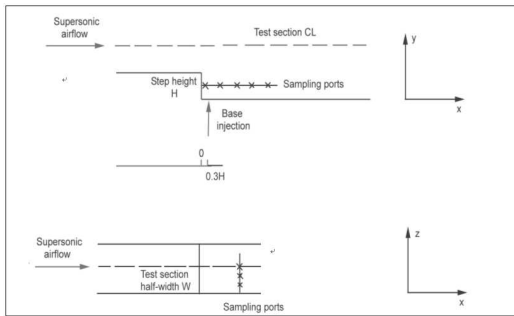 Supersonic
airflow
Test section CL
y
Step height
H
Sampling ports
x
Base
injection
0
0.3H
Supersonic
airflow
z
Test section
half-width W
x
Sampling ports